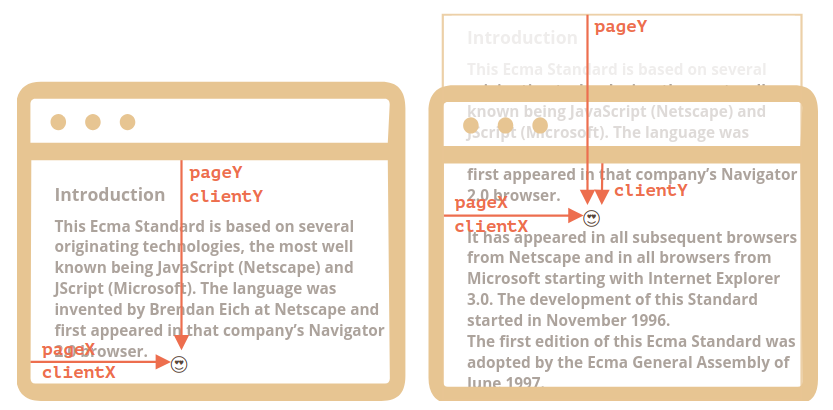 pageY
clientY
Introduction
This Ecma Standard is based on several
originating technologies, the most well
known being JavaScript (Netscape) and
JScript (Microsoft). The language was
invented by Brendan Eich at Netscape and
first appeared in that company’s Navigator
pageX
2.0 browser.
clientX
pageY
Introduction
This Ecma Standard is based on several
known being JavaScript (Netscape) and
JScript (Microsoft). The language was
first appeared in that company’s Navigator
clientY
2.0 browser.
pageX
clientX
It has appeared in all subsequent browsers
from Netscape and in all browsers from
Microsoft starting with Internet Explorer
3.0. The development of this Standard
started in November 1996.
The first edition of this Ecma Standard was
adopted by the Ecma General Assembly of
June 1997.